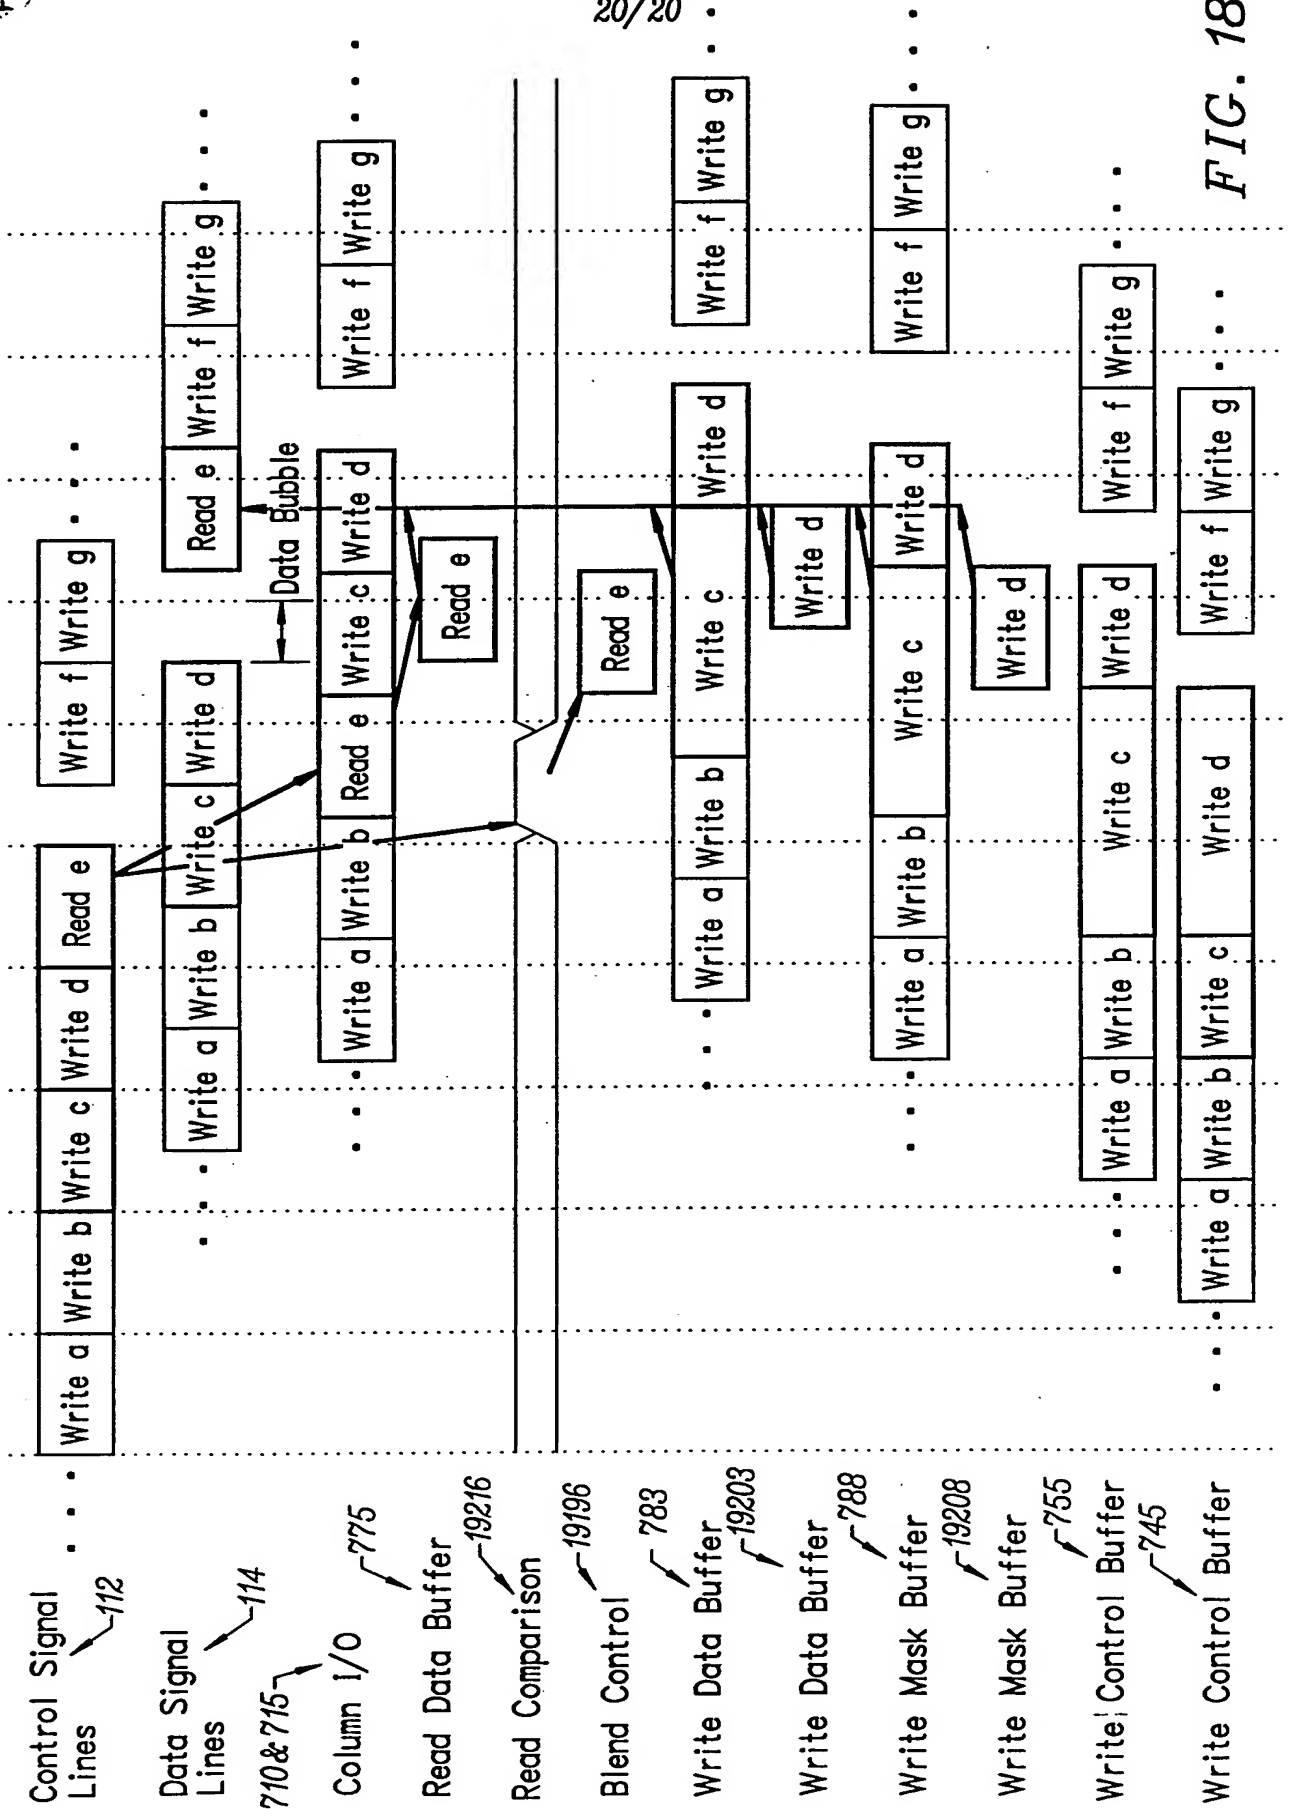 20/20
Control Signal
Lines
112
Write a
Write b
Write c
Write d
Read e
Write f
Write g
Data Signal
Lines
114
Write a
Write b
Write c
Write d
Read e
Write f
Write g
Data Bubble
710&715
Column I/O
Write a
Write b
Read e
Write c
Write d
Write f
Write g
775
Read Data Buffer
Read e
19216
Read Comparison
19196
Blend Control
Read e
783
Write Data Buffer
Write a
Write b
Write c
Write d
Write f
Write g
19203
Write Data Buffer
Write d
788
Write Mask Buffer
Write a
Write b
Write c
Write d
Write f
Write g
19208
Write Mask Buffer
Write d
755
Write Control Buffer
Write a
Write b
Write c
Write d
Write f
Write g
745
Write Control Buffer
Write a
Write b
Write c
Write d
Write f
Write g
FIG. 18